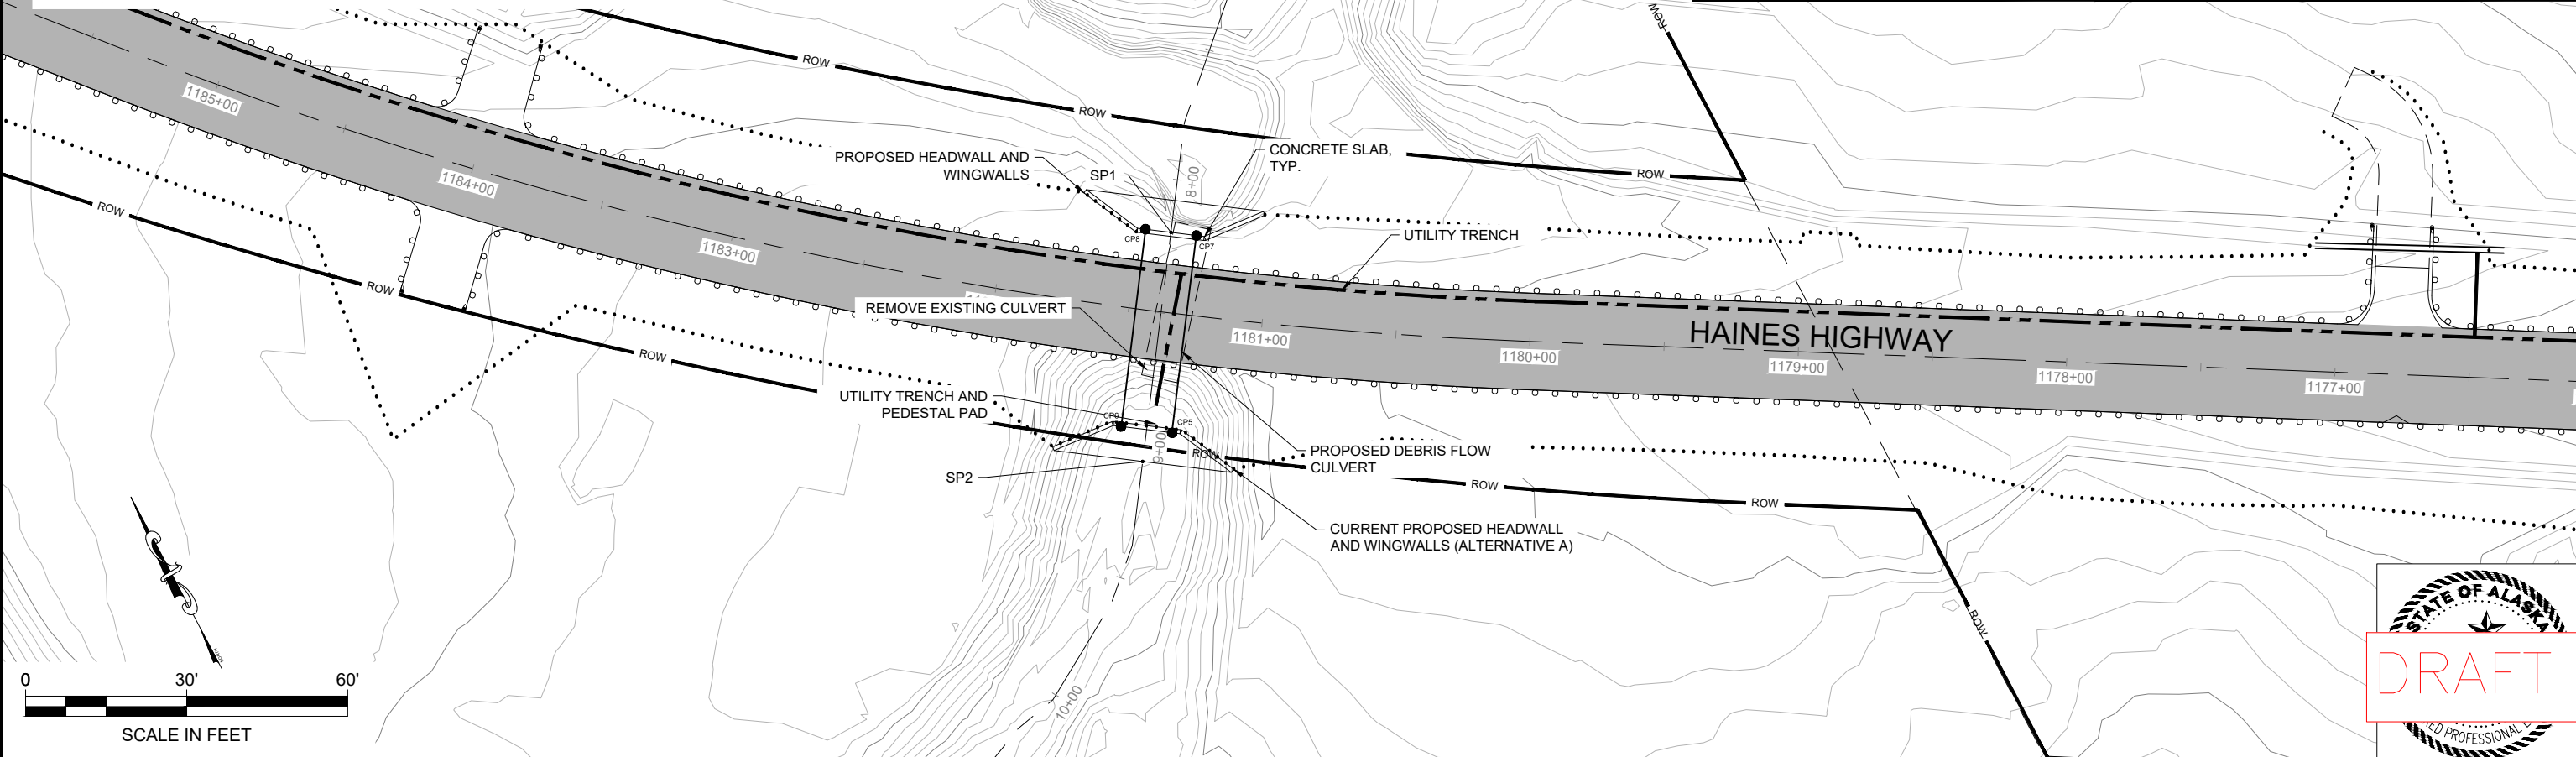 ROW
ROW
ROW
1185+00
1184+00
1183+00
PROPOSED HEADWALL AND
WINGWALLS
SP1
8+00
CONCRETE SLAB,
TYP.
ROW
UTILITY TRENCH
CP8
CP7
ROW
ROW
ROW
REMOVE EXISTING CULVERT
1181+00
1180+00
HAINES HIGHWAY
1179+00
1178+00
1177+00
UTILITY TRENCH AND
PEDESTAL PAD
CP6
CP5
9+00
ROW
SP2
PROPOSED DEBRIS FLOW
CULVERT
ROW
ROW
CURRENT PROPOSED HEADWALL
AND WINGWALLS (ALTERNATIVE A)
ROW
10+00
0 30' 60'
SCALE IN FEET
STATE OF ALASKA
DRAFT
PROFESSIONAL